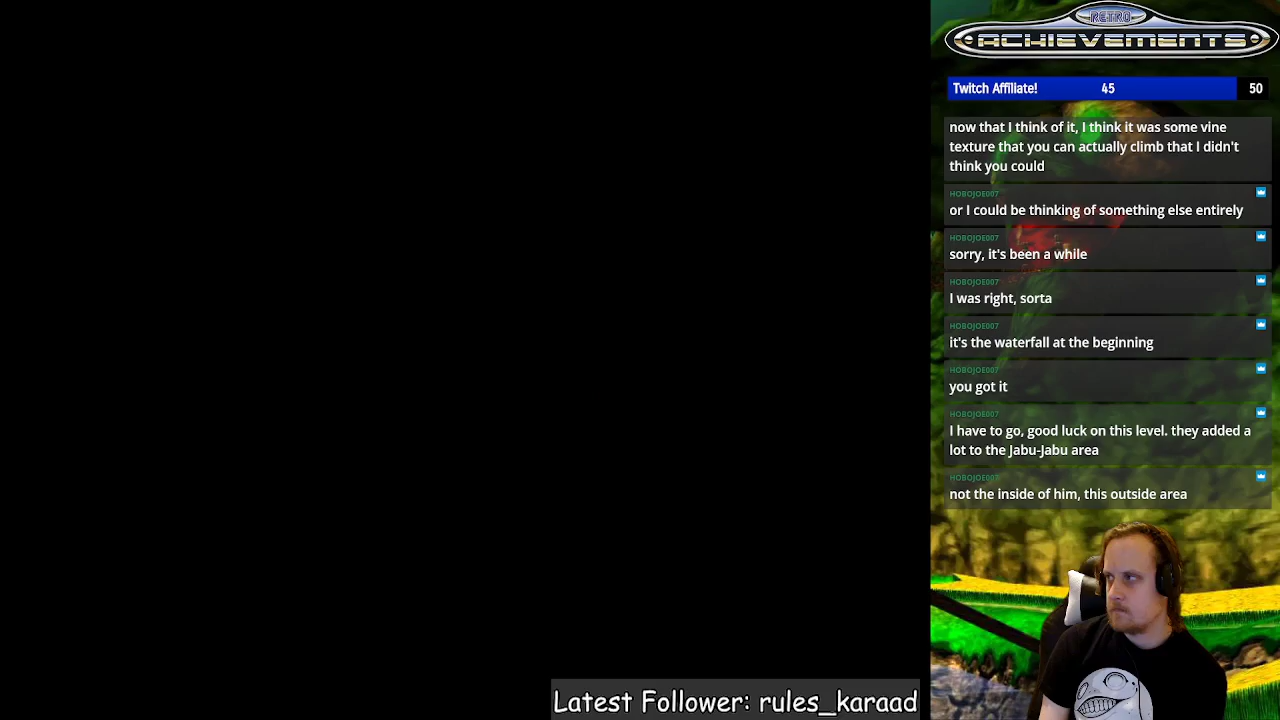 RETRO
ACHIEVEMENTS
Twitch Affiliate! 45 50
now that I think of it, I think it was some vine
texture that you can actually climb that I didn't
think you could
HOBOJOE007
or I could be thinking of something else entirely
HOBOJOE007
sorry, it's been a while
HOBOJOE007
I was right, sorta
HOBOJOE007
it's the waterfall at the beginning
HOBOJOE007
you got it
HOBOJOE007
I have to go, good luck on this level. they added a
lot to the Jabu-Jabu area
HOBOJOE007
not the inside of him, this outside area
Latest Follower: rules_karaad